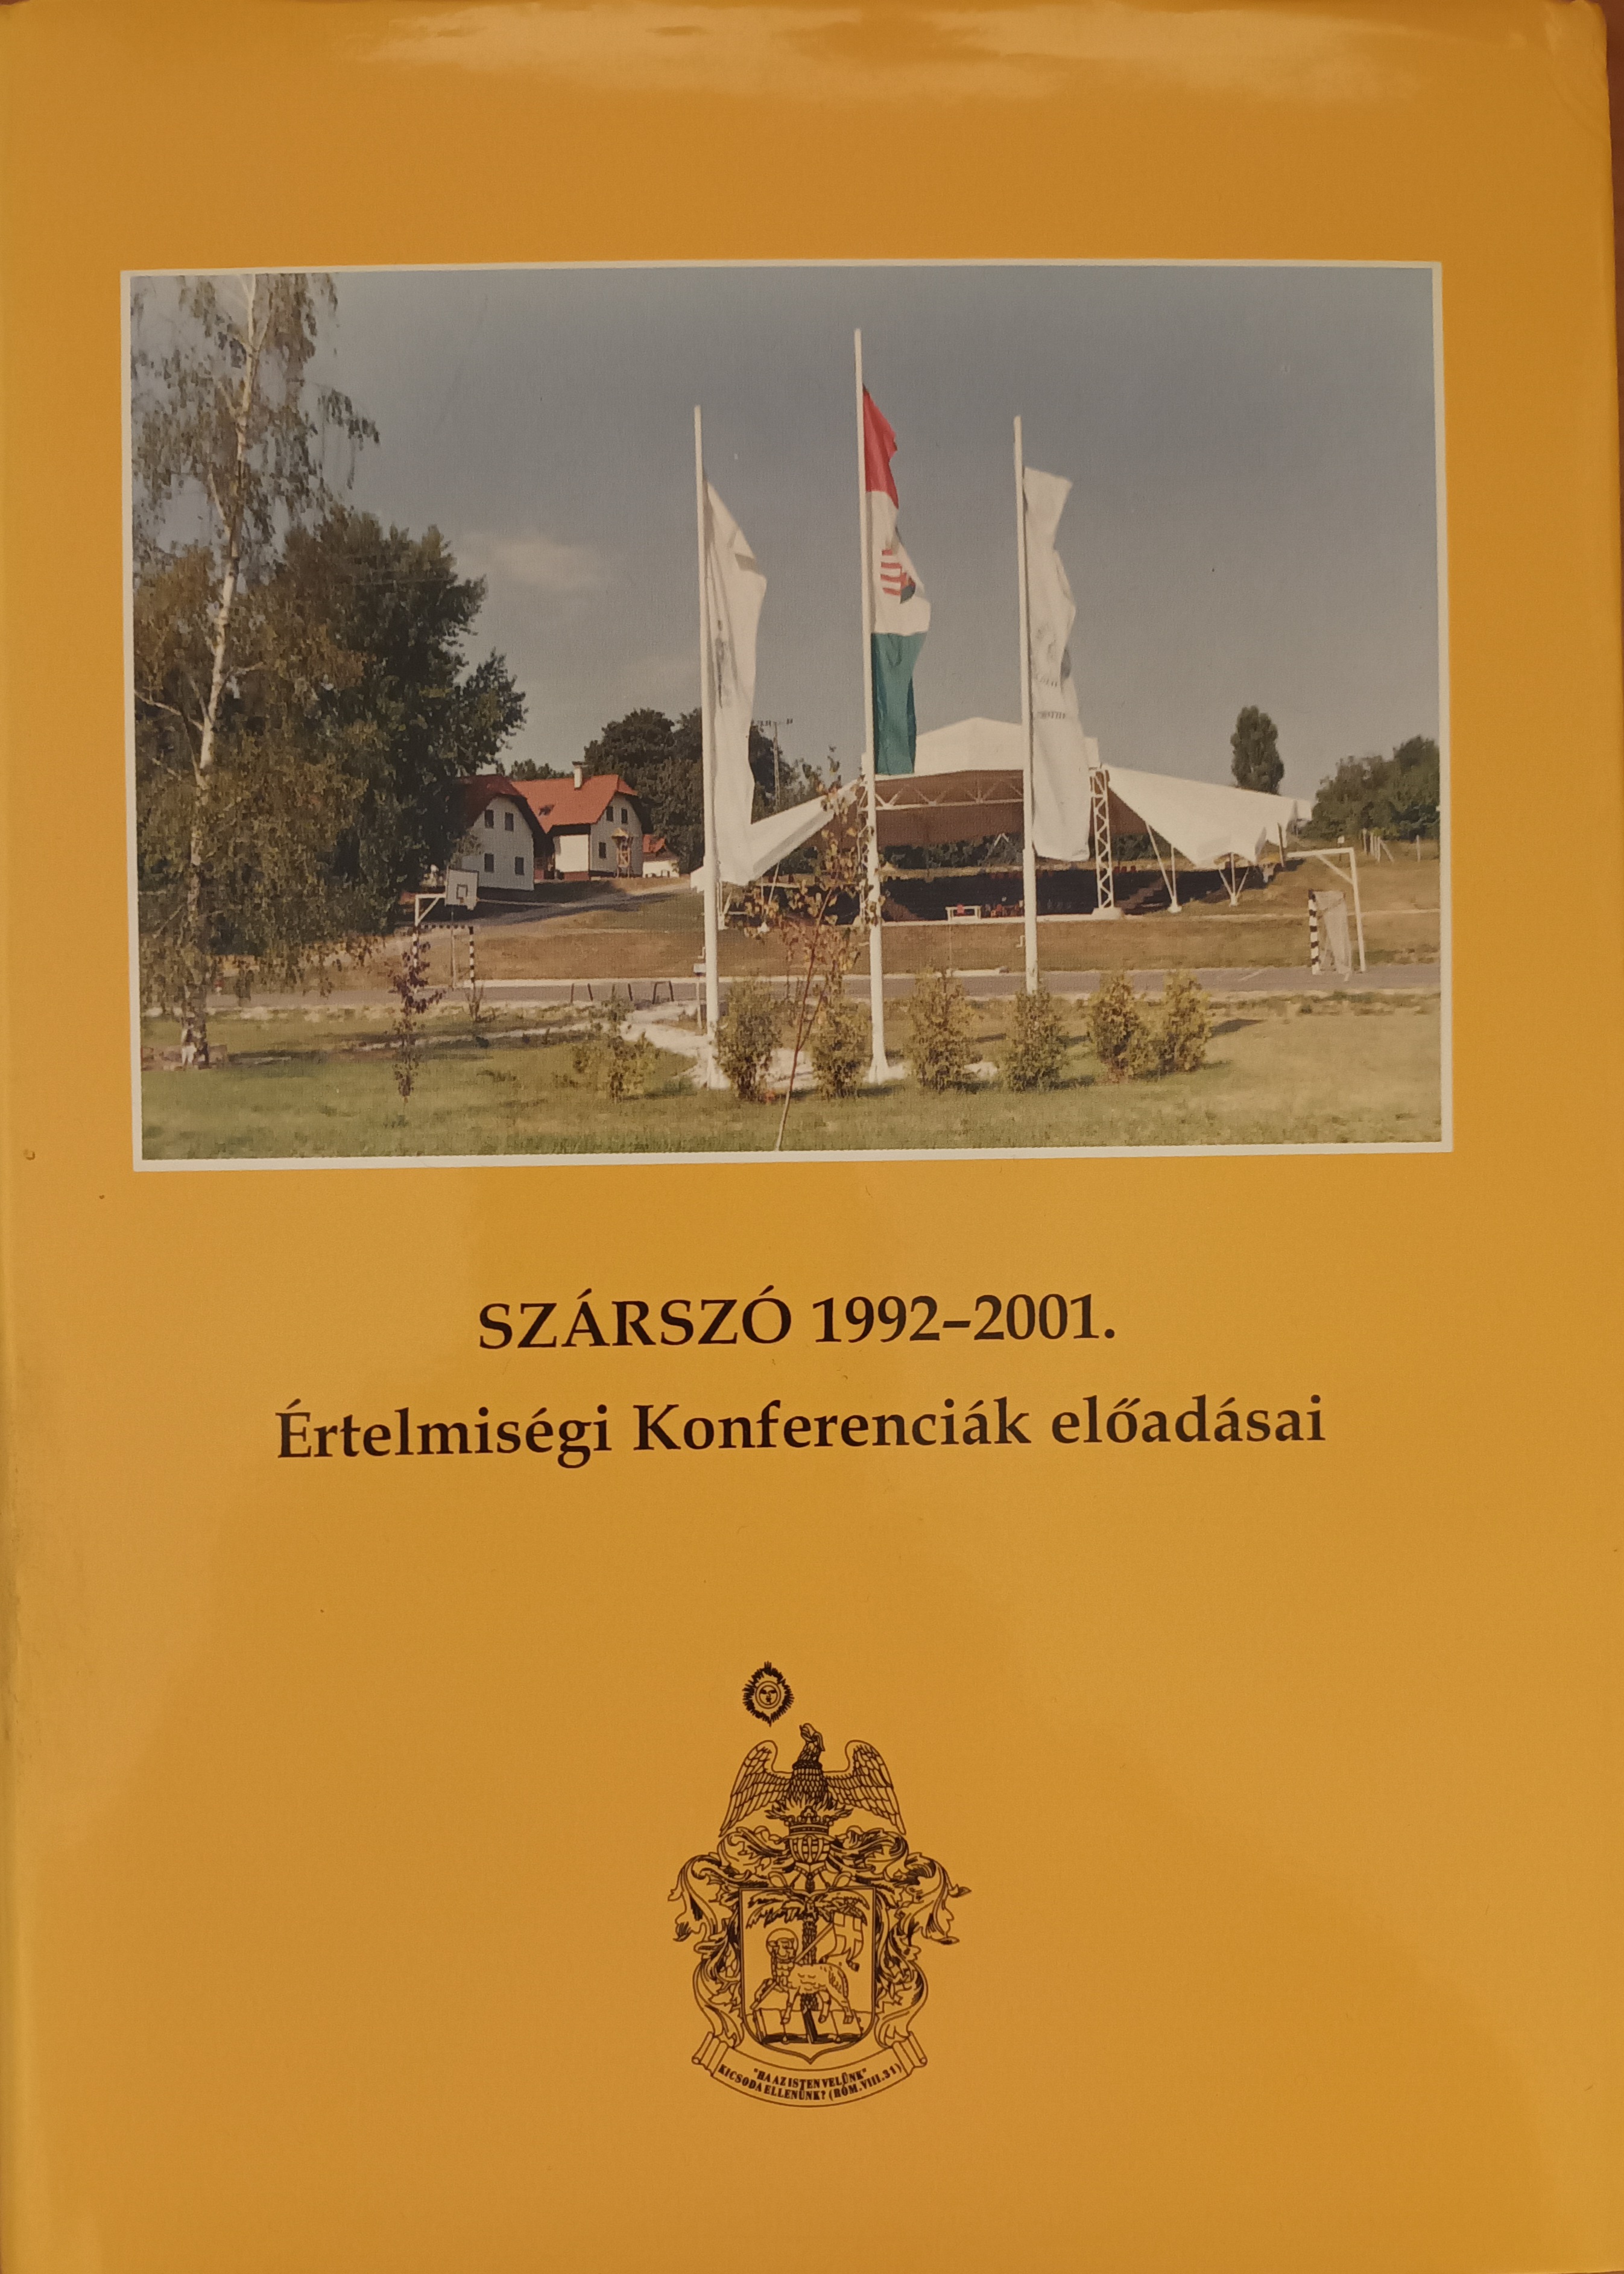 SZÁRSZÓ 1992–2001.
Értelmiségi Konferenciák előadásai
"HA AZ ISTEN VELÜNK"
KICSODA ELLENÜNK? (RÓM. VIII. 31)